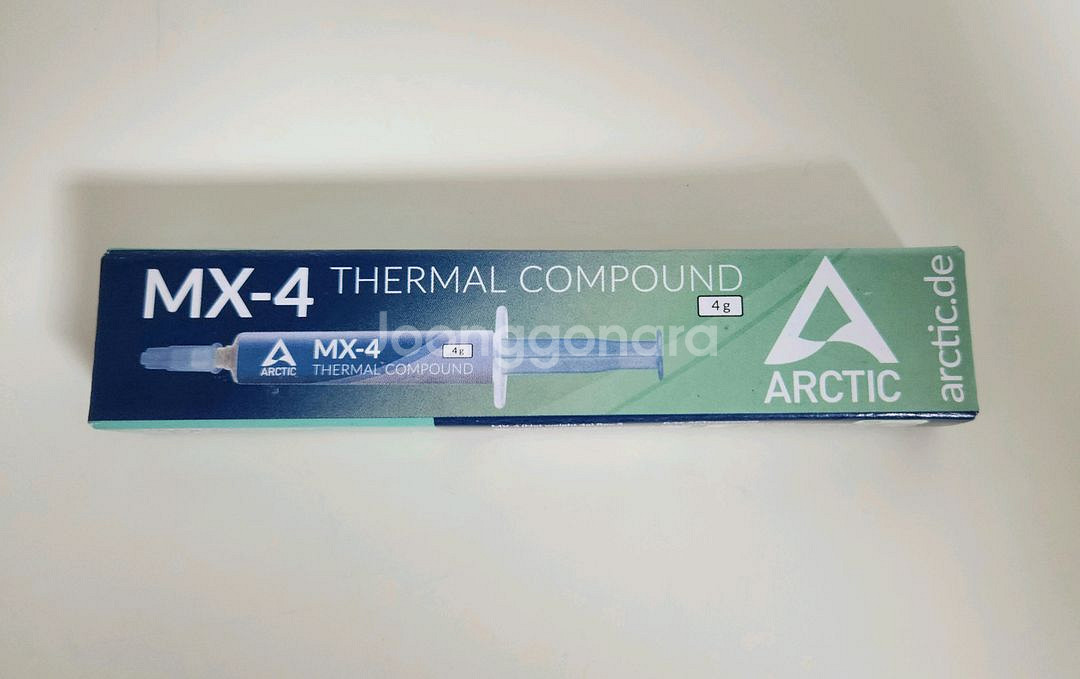 MX-4 THERMAL COMPOUND
4g
ARCTIC
MX-4
4g
THERMAL COMPOUND
Joonggonara
ARCTIC
arctic.de